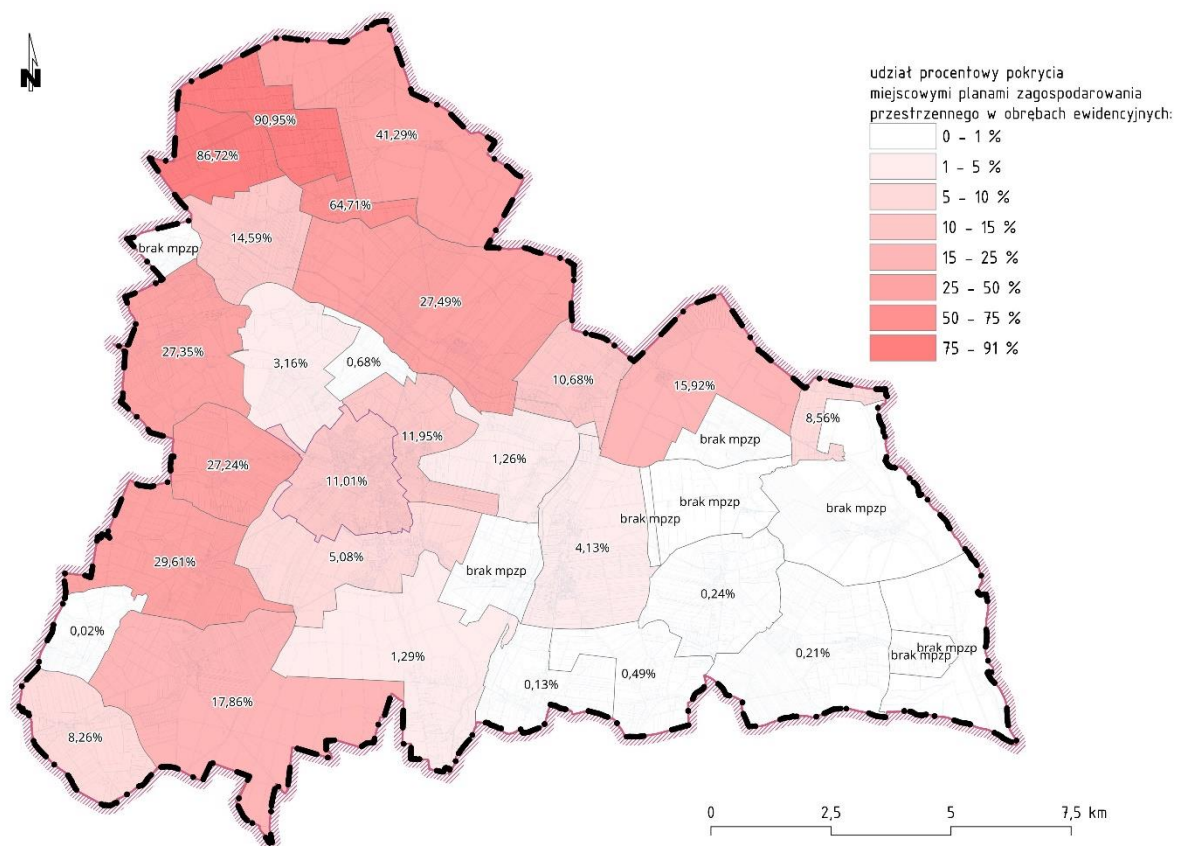 N
udział procentowy pokrycia
miejscowymi planami zagospodarowania
przestrzennego w obrębach ewidencyjnych:
0 - 1 %
1 - 5 %
5 - 10 %
10 - 15 %
15 - 25 %
25 - 50 %
50 - 75 %
75 - 91 %
90,95%
41,29%
86,72%
64,71%
14,59%
brak mpzp
27,49%
27,35%
3,16%
0,68%
10,68%
15,92%
8,56%
11,95%
brak mpzp
1,26%
27,24%
11,01%
brak mpzp
brak mpzp
brak mpzp
4,13%
5,08%
29,61%
brak mpzp
0,24%
0,02%
1,29%
0,21%
brak mpzp
brak mpzp
0,13%
0,49%
17,86%
8,26%
0 2,5 5 7,5 km